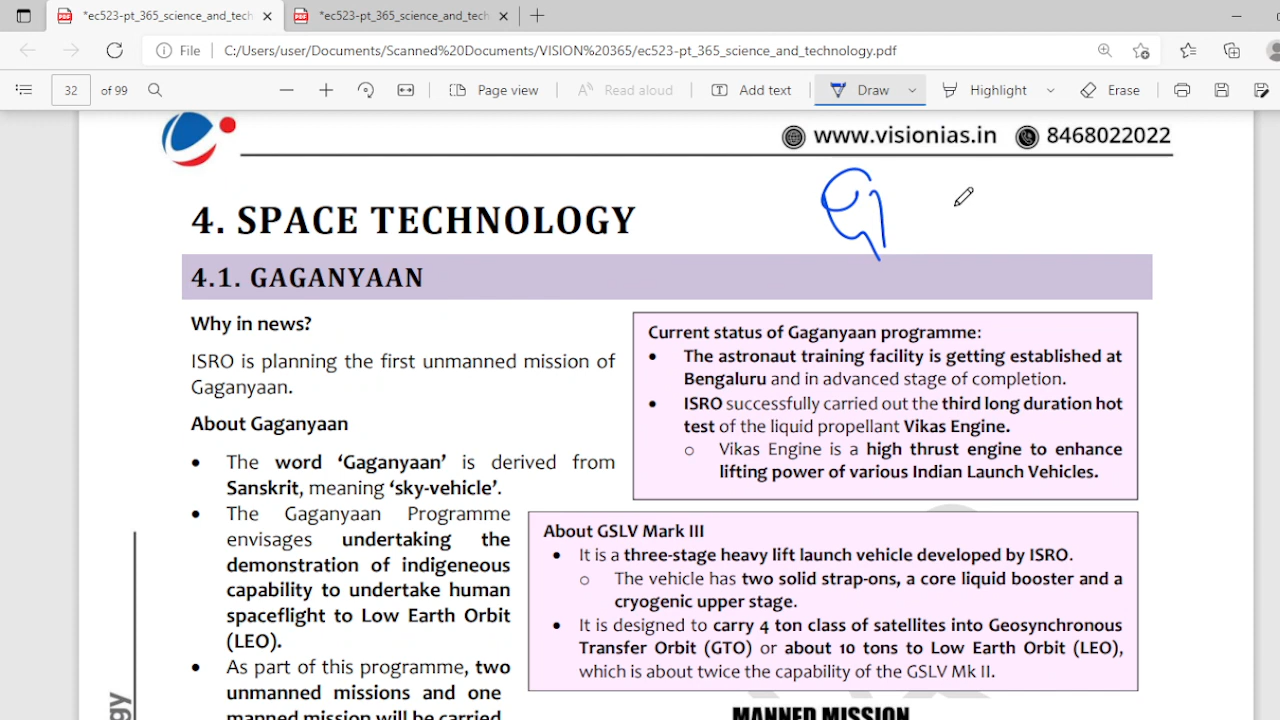 *ec523-pt_365_science_and_tech
*ec523-pt_365_science_and_tech
File
C:/Users/user/Documents/Scanned%20Documents/VISION%20365/ec523-pt_365_science_and_technology.pdf
32 of 99
Page view
Read aloud
Add text
Draw
Highlight
Erase
www.visionias.in 8468022022
4. SPACE TECHNOLOGY
4.1. GAGANYAAN
Why in news?
ISRO is planning the first unmanned mission of
Gaganyaan.
About Gaganyaan
• The word ‘Gaganyaan’ is derived from
Sanskrit, meaning ‘sky-vehicle’.
• The Gaganyaan Programme
envisages undertaking the
demonstration of indigenous
capability to undertake human
spaceflight to Low Earth Orbit
(LEO).
• As part of this programme, two
unmanned missions and one
manned mission will be carried
Current status of Gaganyaan programme:
• The astronaut training facility is getting established at
Bengaluru and in advanced stage of completion.
• ISRO successfully carried out the third long duration hot
test of the liquid propellant Vikas Engine.
o Vikas Engine is a high thrust engine to enhance
lifting power of various Indian Launch Vehicles.
About GSLV Mark III
• It is a three-stage heavy lift launch vehicle developed by ISRO.
o The vehicle has two solid strap-ons, a core liquid booster and a
cryogenic upper stage.
• It is designed to carry 4 ton class of satellites into Geosynchronous
Transfer Orbit (GTO) or about 10 tons to Low Earth Orbit (LEO),
which is about twice the capability of the GSLV Mk II.
MANNED MISSION